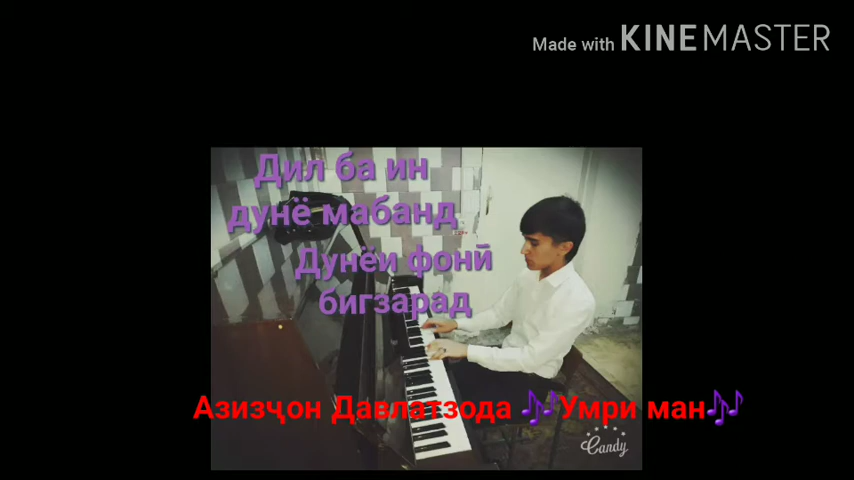 Made with KINEMASTER
Дил ба ин
дунё мабанд
Дунёи фонӣ
бигзарад
Азизҷон Давлатзода 🎶Умри ман🎶
Candy